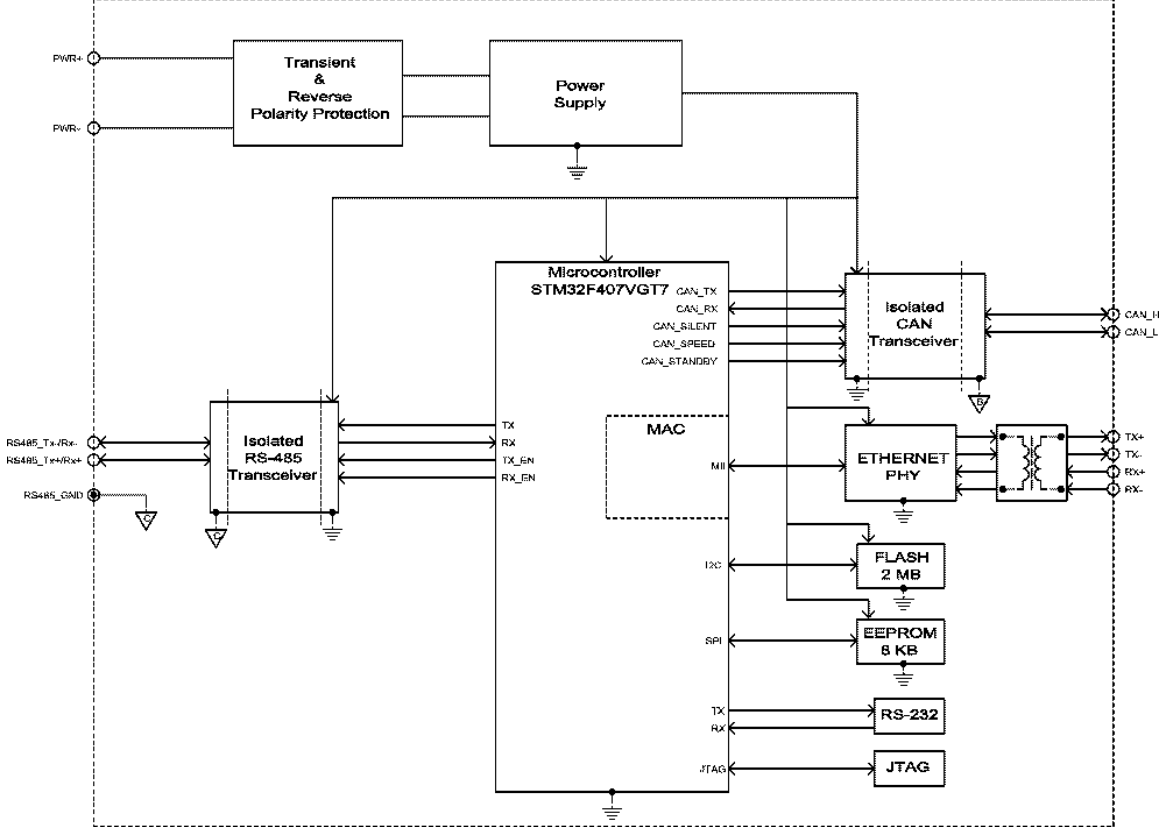 PWR+
PWR-
Transient
&
Reverse
Polarity Protection
Power
Supply
Microcontroller
STM32F407VGT7
CAN_TX
CAN_RX
CAN_SILENT
CAN_SPEED
CAN_STANDBY
Isolated
CAN
Transceiver
CAN_H
CAN_L
B
RS485_Tx-/Rx-
RS485_Tx+/Rx+
RS485_GND
C
Isolated
RS-485
Transceiver
C
TX
RX
TX_EN
RX_EN
MAC
MII
ETHERNET
PHY
TX+
TX-
RX+
RX-
I2C
FLASH
2 MB
SPI
EEPROM
8 KB
TX
RX
RS-232
JTAG
JTAG